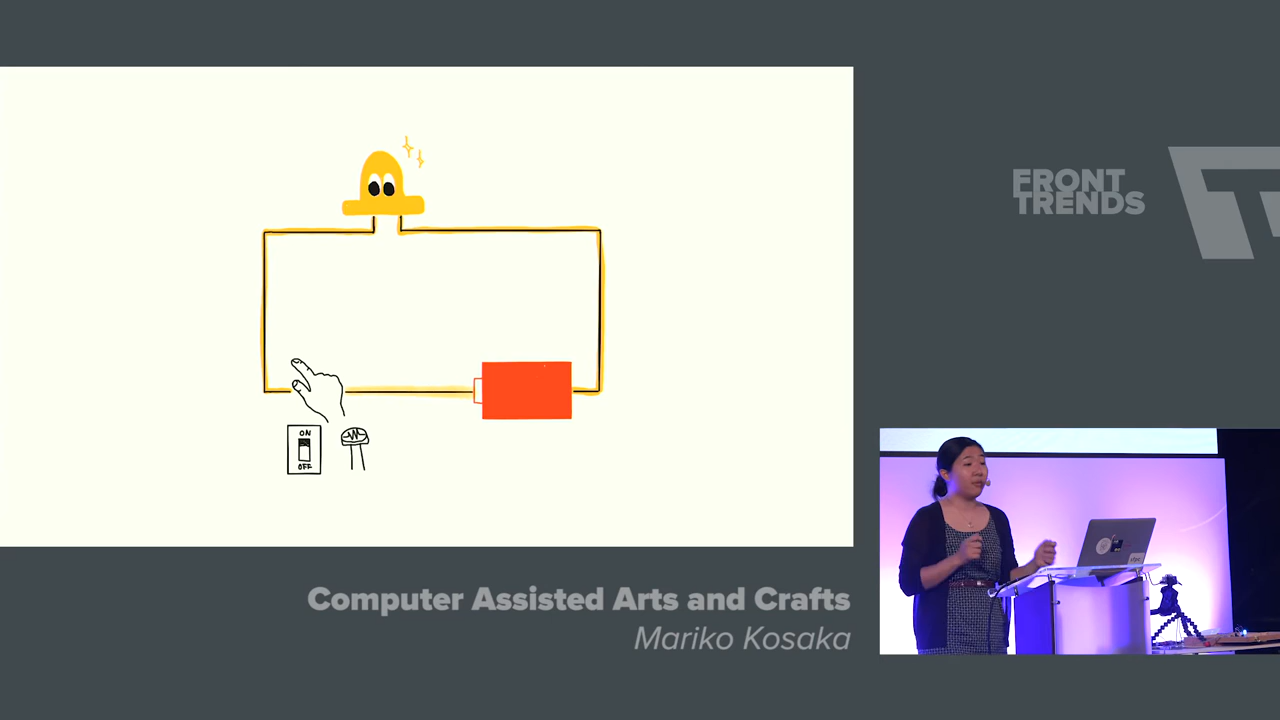 FRONT
TRENDS
ON
OFF
Computer Assisted Arts and Crafts
Mariko Kosaka